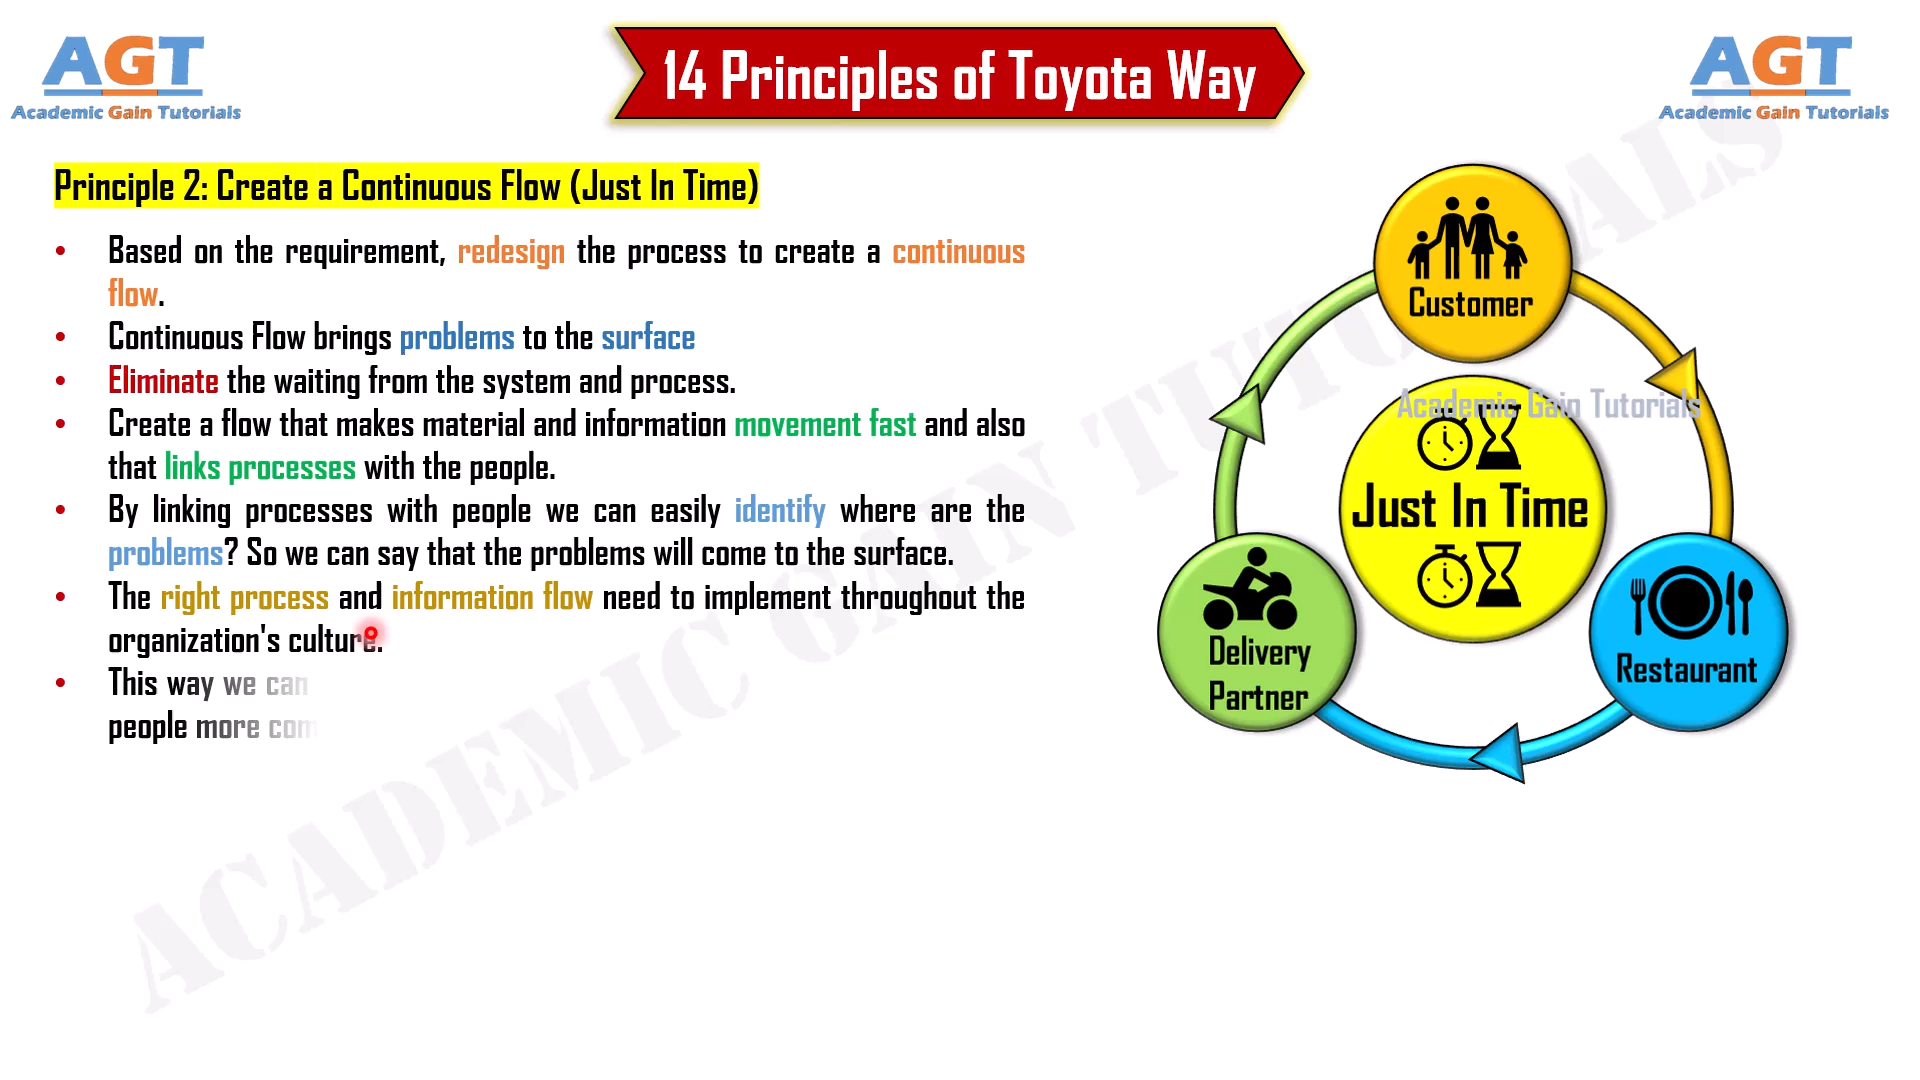 AGT
Academic Gain Tutorials
14 Principles of Toyota Way
AGT
Academic Gain Tutorials
Principle 2: Create a Continuous Flow (Just In Time)
• Based on the requirement, redesign the process to create a continuous
flow.
• Continuous Flow brings problems to the surface
• Eliminate the waiting from the system and process.
• Create a flow that makes material and information movement fast and also
that links processes with the people.
• By linking processes with people we can easily identify where are the
problems? So we can say that the problems will come to the surface.
• The right process and information flow need to implement throughout the
organization's culture.
• This way we can
people more com
Customer
Academic Gain Tutorials
Just In Time
Delivery
Partner
Restaurant
ACADEMIC GAIN TUTORIALS